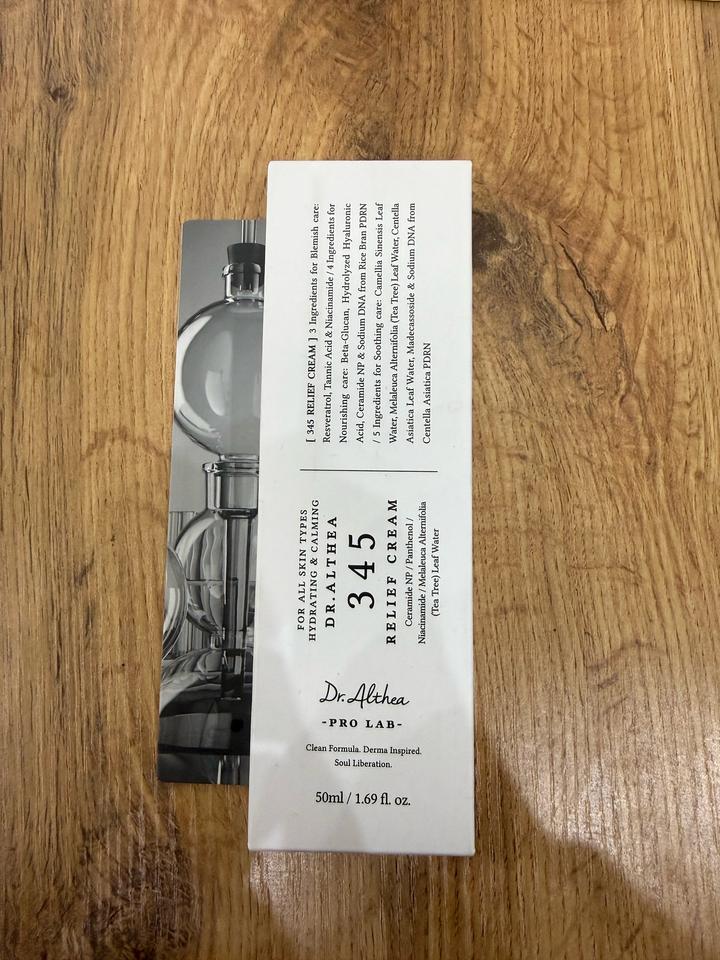 [ 345 RELIEF CREAM ] 3 Ingredients for Blemish care:
Resveratrol, Tannic Acid & Niacinamide / 4 Ingredients for
Nourishing care: Beta-Glucan, Hydrolyzed Hyaluronic
Acid, Ceramide NP & Sodium DNA from Rice Bran PDRN
/ 5 Ingredients for Soothing care: Camellia Sinensis Leaf
Water, Melaleuca Alternifolia (Tea Tree) Leaf Water, Centella
Asiatica Leaf Water, Madecassoside & Sodium DNA from
Centella Asiatica PDRN
FOR ALL SKIN TYPES
HYDRATING & CALMING
DR.ALTHEA
345
RELIEF CREAM
Ceramide NP / Panthenol /
Niacinamide / Melaleuca Alternifolia
(Tea Tree) Leaf Water
Dr.Althea
-PRO LAB-
Clean Formula. Derma Inspired.
Soul Liberation.
50ml / 1.69 fl. oz.